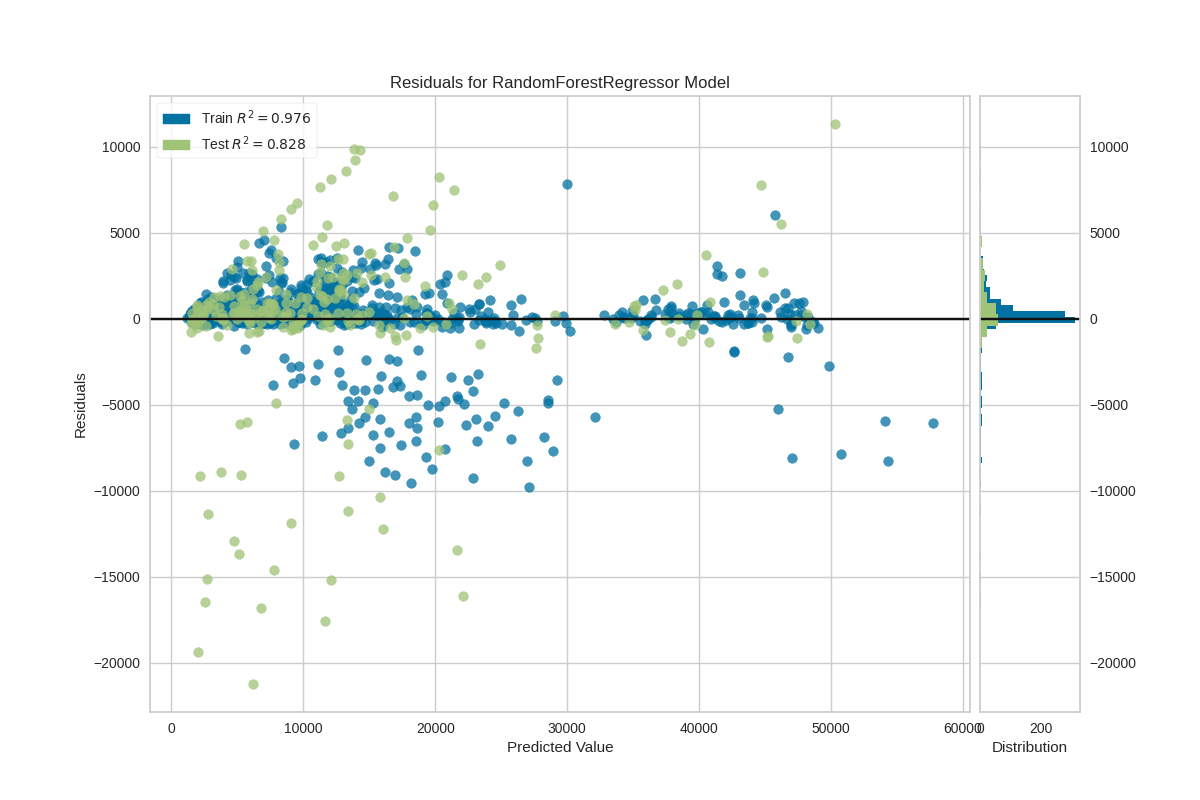 Residuals for RandomForestRegressor Model
Train R² = 0.976
Test R² = 0.828
Residuals
10000
5000
0
−5000
−10000
−15000
−20000
0 10000 20000 30000 40000 50000 60000
Predicted Value
10000
5000
0
−5000
−10000
−15000
−20000
0 200
Distribution